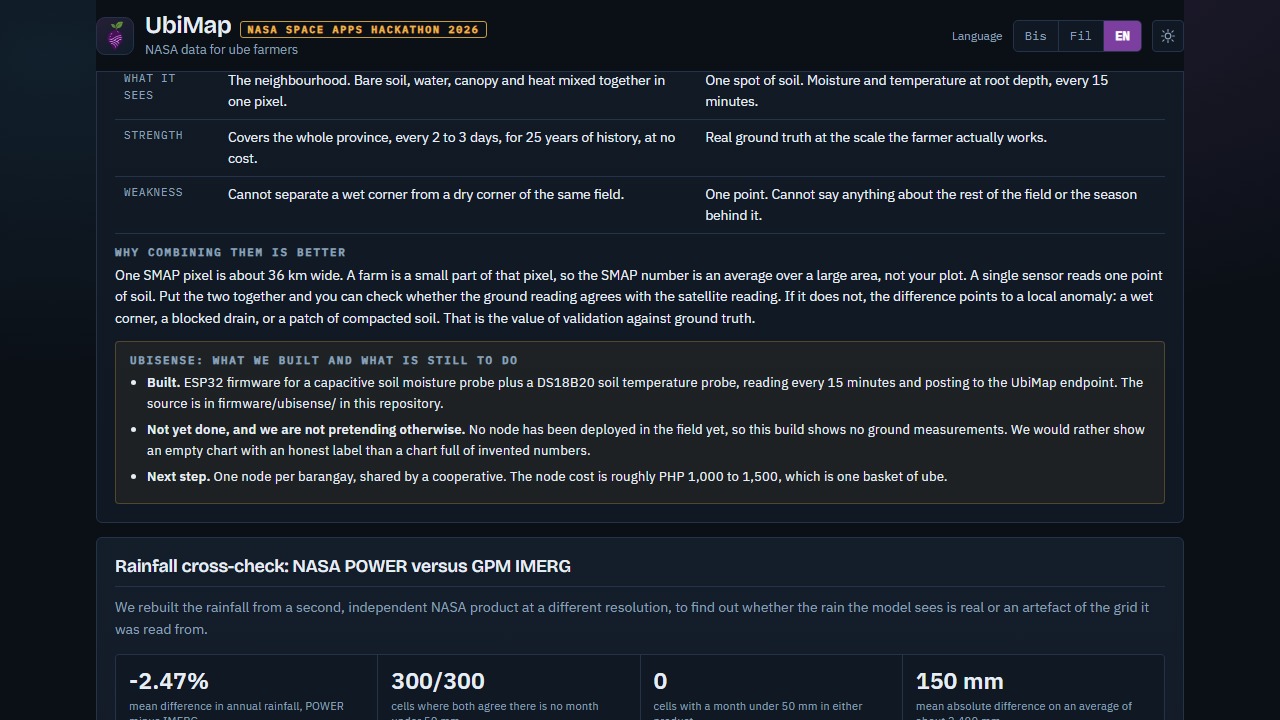 UbiMap NASA SPACE APPS HACKATHON 2026
NASA data for ube farmers
Language Bis Fil EN
WHAT IT SEES
The neighbourhood. Bare soil, water, canopy and heat mixed together in
one pixel.
One spot of soil. Moisture and temperature at root depth, every 15
minutes.
STRENGTH
Covers the whole province, every 2 to 3 days, for 25 years of history, at no
cost.
Real ground truth at the scale the farmer actually works.
WEAKNESS
Cannot separate a wet corner from a dry corner of the same field.
One point. Cannot say anything about the rest of the field or the season
behind it.
WHY COMBINING THEM IS BETTER
One SMAP pixel is about 36 km wide. A farm is a small part of that pixel, so the SMAP number is an average over a large area, not your plot. A single sensor reads one point
of soil. Put the two together and you can check whether the ground reading agrees with the satellite reading. If it does not, the difference points to a local anomaly: a wet
corner, a blocked drain, or a patch of compacted soil. That is the value of validation against ground truth.
UBISENSE: WHAT WE BUILT AND WHAT IS STILL TO DO
• Built. ESP32 firmware for a capacitive soil moisture probe plus a DS18B20 soil temperature probe, reading every 15 minutes and posting to the UbiMap endpoint. The
source is in firmware/ubisense/ in this repository.
• Not yet done, and we are not pretending otherwise. No node has been deployed in the field yet, so this build shows no ground measurements. We would rather show
an empty chart with an honest label than a chart full of invented numbers.
• Next step. One node per barangay, shared by a cooperative. The node cost is roughly PHP 1,000 to 1,500, which is one basket of ube.
Rainfall cross-check: NASA POWER versus GPM IMERG
We rebuilt the rainfall from a second, independent NASA product at a different resolution, to find out whether the rain the model sees is real or an artefact of the grid it
was read from.
-2.47%
mean difference in annual rainfall, POWER
minus IMERG
300/300
cells where both agree there is no month
under 50 mm
0
cells with a month under 50 mm in either
product
150 mm
mean absolute difference on an average of
about 2,400 mm